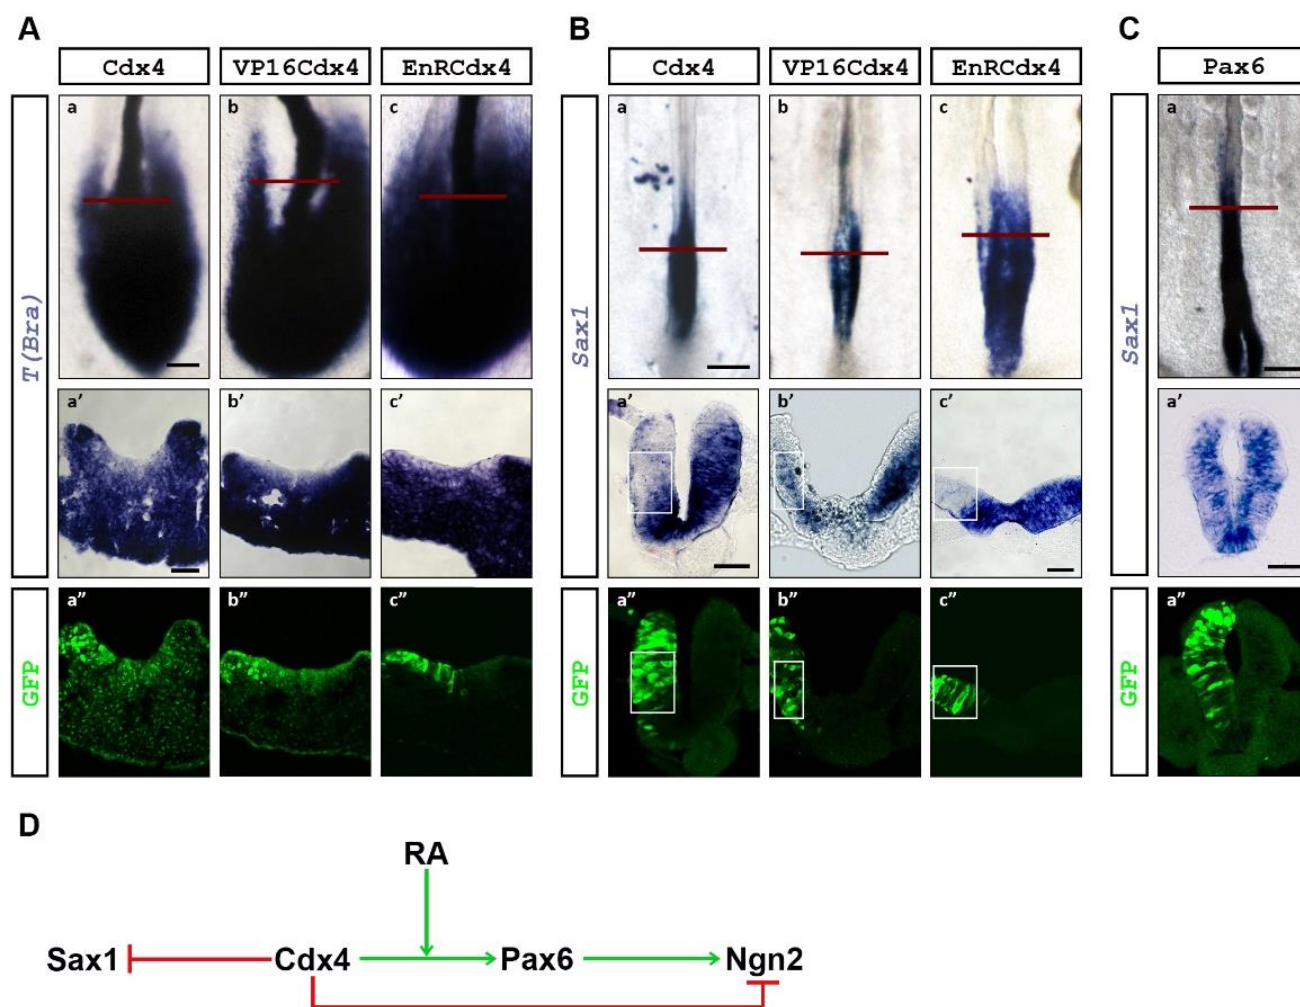 A
B
C
Cdx4
VP16Cdx4
EnRCdx4
Cdx4
VP16Cdx4
EnRCdx4
Pax6
T(Bra)
a
b
c
Sax1
a
b
c
Sax1
a
a’
b’
c’
a’
b’
c’
a’
GFP
a”
b”
c”
GFP
a”
b”
c”
GFP
a”
D
RA
Sax1
Cdx4
Pax6
Ngn2